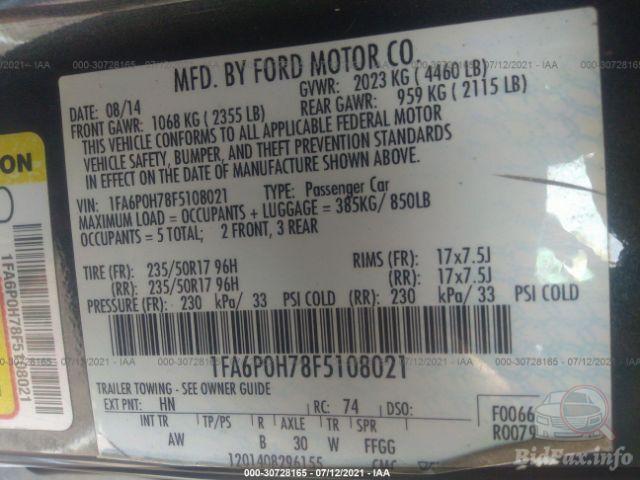 000-30728165 - 07/12/2021 - IAA
MFD. BY FORD MOTOR CO
DATE: 08/14
GVWR: 2023 KG ( 4460 LB)
FRONT GAWR: 1068 KG ( 2355 LB)
REAR GAWR: 959 KG ( 2115 LB)
THIS VEHICLE CONFORMS TO ALL APPLICABLE FEDERAL MOTOR
VEHICLE SAFETY, BUMPER, AND THEFT PREVENTION STANDARDS
IN EFFECT ON THE DATE OF MANUFACTURE SHOWN ABOVE.
VIN: 1FA6P0H78F5108021 TYPE: Passenger Car
MAXIMUM LOAD = OCCUPANTS + LUGGAGE = 385KG/ 850LB
OCCUPANTS = 5 TOTAL; 2 FRONT, 3 REAR
TIRE (FR): 235/50R17 96H RIMS (FR): 17x7.5J
(RR): 235/50R17 96H (RR): 17x7.5J
PRESSURE (FR): 230 kPa/ 33 PSI COLD (RR): 230 kPa/ 33 PSI COLD
1FA6P0H78F5108021
TRAILER TOWING - SEE OWNER GUIDE
EXT PNT: HN RC: 74 DSO:
INT TR TP/PS R AXLE TR SPR
AW B 30 W FFGG
F0066
R0079
1201408296155
1FA6P0H78F5108021
000-30728165 - 07/12/2021 - IAA
BidFax.info